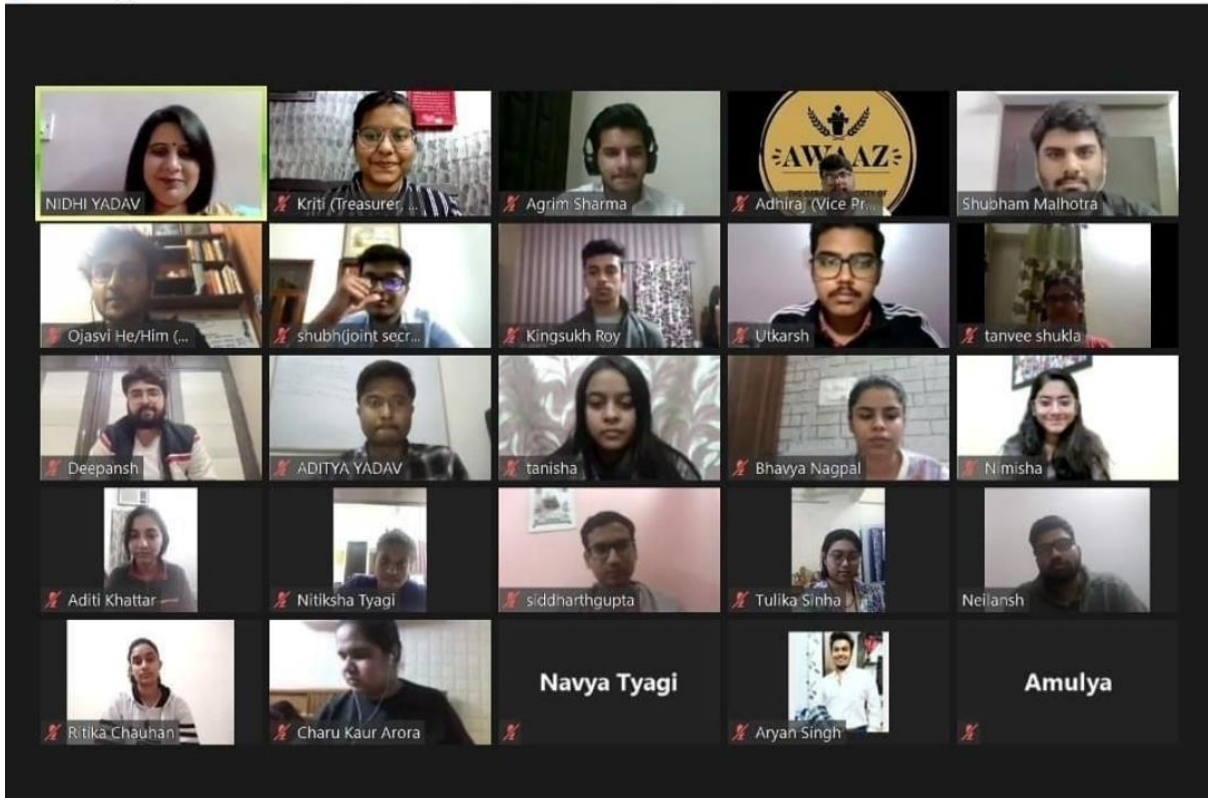 NIDHI YADAV
Kriti (Treasurer, ...
Agrim Sharma
AWAAZ
Adhiraj (Vice Pr...
Shubham Malhotra
Ojasvi He/Him (...
shubh(joint secr...
Kingsukh Roy
Utkarsh
tanvee shukla
Deepansh
ADITYA YADAV
tanisha
Bhavya Nagpal
Nimisha
Aditi Khattar
Nitiksha Tyagi
siddharthgupta
Tulika Sinha
Neilansh
Ritika Chauhan
Charu Kaur Arora
Navya Tyagi
Aryan Singh
Amulya